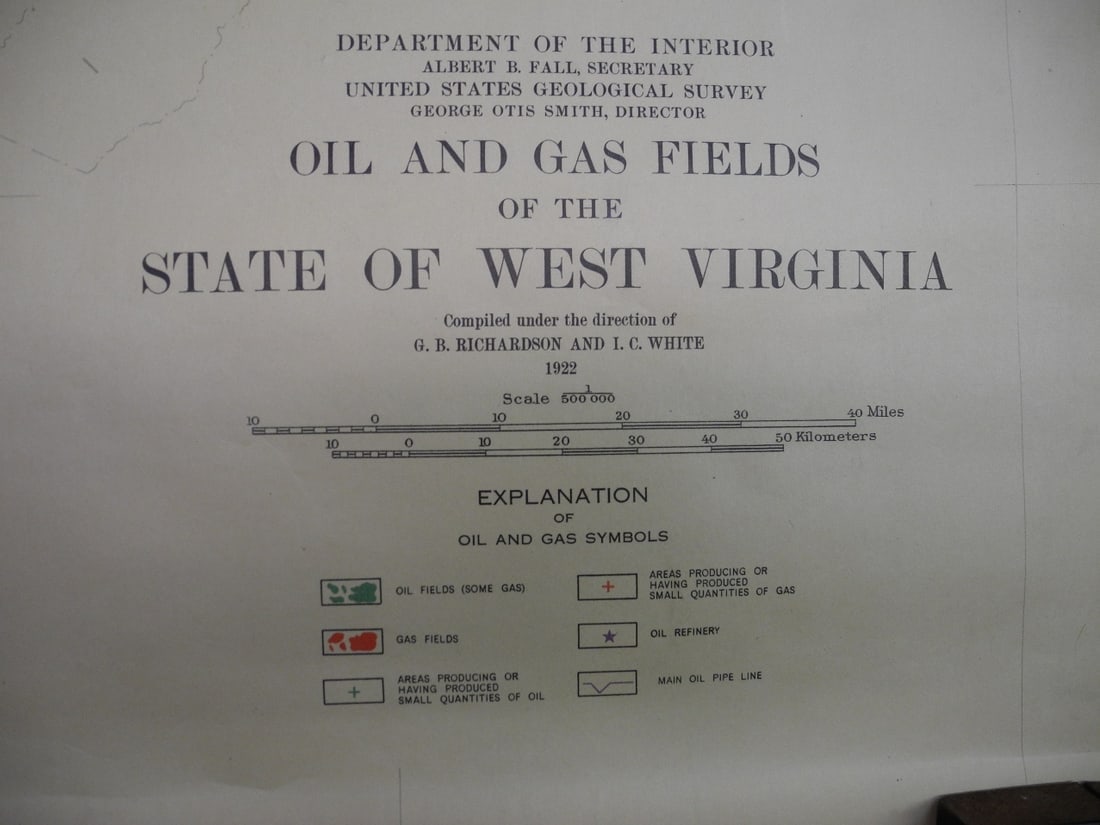 DEPARTMENT OF THE INTERIOR
ALBERT B. FALL, SECRETARY
UNITED STATES GEOLOGICAL SURVEY
GEORGE OTIS SMITH, DIRECTOR
OIL AND GAS FIELDS
OF THE
STATE OF WEST VIRGINIA
Compiled under the direction of
G. B. RICHARDSON AND I. C. WHITE
1922
Scale 1/500 000
10 0 10 20 30 40 Miles
10 0 10 20 30 40 50 Kilometers
EXPLANATION
OF
OIL AND GAS SYMBOLS
OIL FIELDS (SOME GAS)
GAS FIELDS
AREAS PRODUCING OR
HAVING PRODUCED
SMALL QUANTITIES OF OIL
AREAS PRODUCING OR
HAVING PRODUCED
SMALL QUANTITIES OF GAS
OIL REFINERY
MAIN OIL PIPE LINE